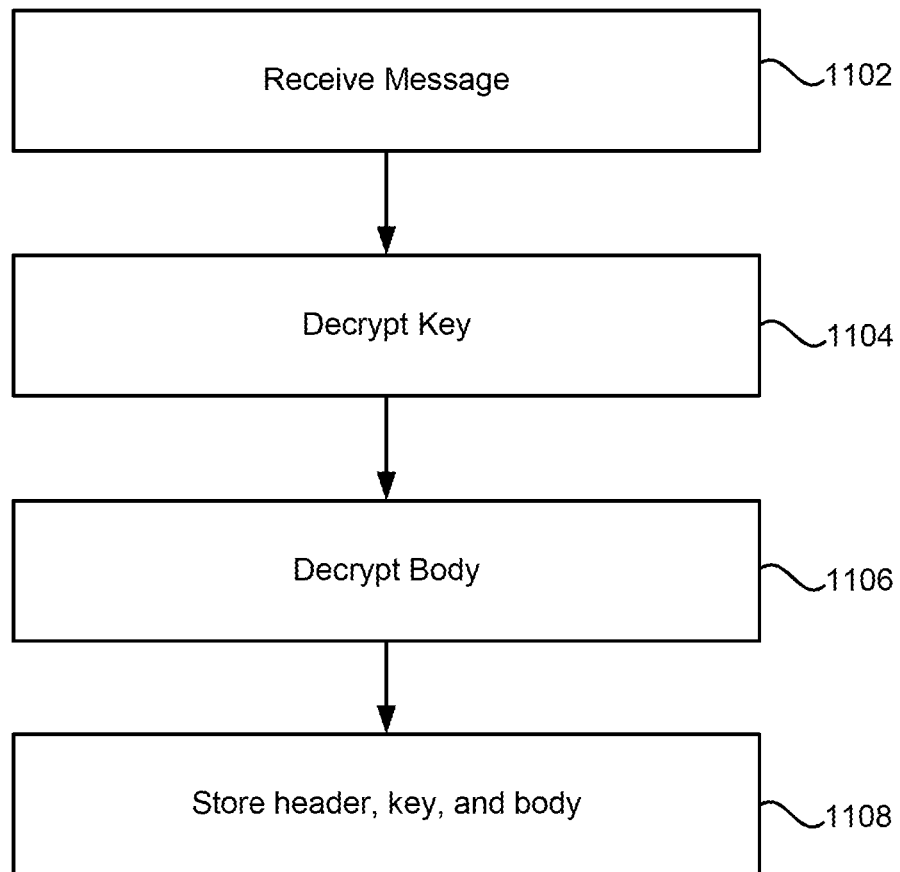 Receive Message
1102
Decrypt Key
1104
Decrypt Body
1106
Store header, key, and body
1108